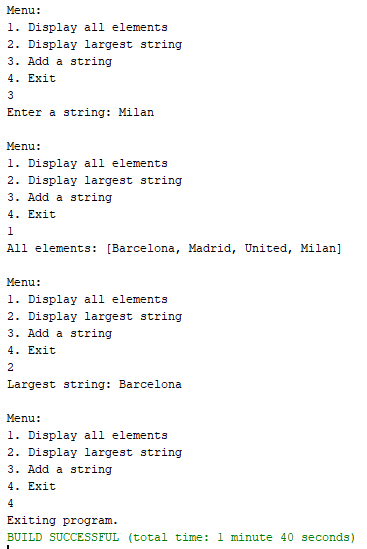 Menu:
1. Display all elements
2. Display largest string
3. Add a string
4. Exit
3
Enter a string: Milan
Menu:
1. Display all elements
2. Display largest string
3. Add a string
4. Exit
1
All elements: [Barcelona, Madrid, United, Milan]
Menu:
1. Display all elements
2. Display largest string
3. Add a string
4. Exit
2
Largest string: Barcelona
Menu:
1. Display all elements
2. Display largest string
3. Add a string
4. Exit
4
Exiting program.
BUILD SUCCESSFUL (total time: 1 minute 40 seconds)